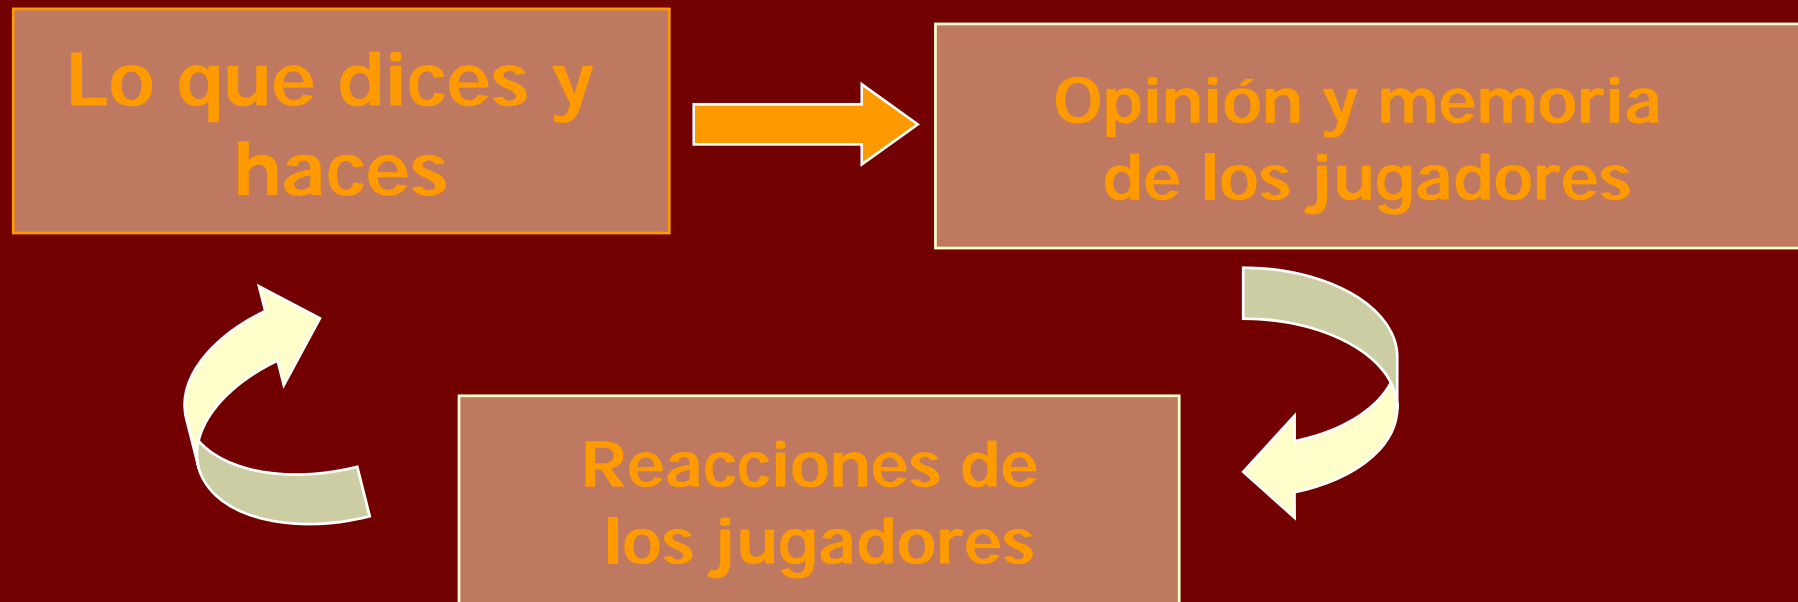 Lo que dices y
haces
Opinión y memoria
de los jugadores
Reacciones de
los jugadores